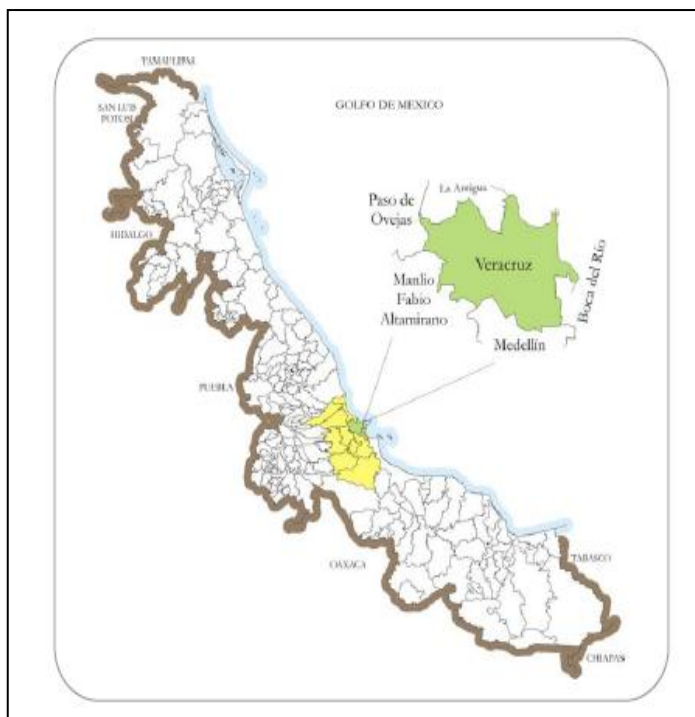 TAMAULIPAS
SAN LUIS
POTOSI
GOLFO DE MEXICO
HIDALGO
La Antigua
Paso de
Ovejas
Veracruz
Boca del Río
Manlio
Fabio
Altamirano
Medellín
PUEBLA
OAXACA
TABASCO
CHIAPAS